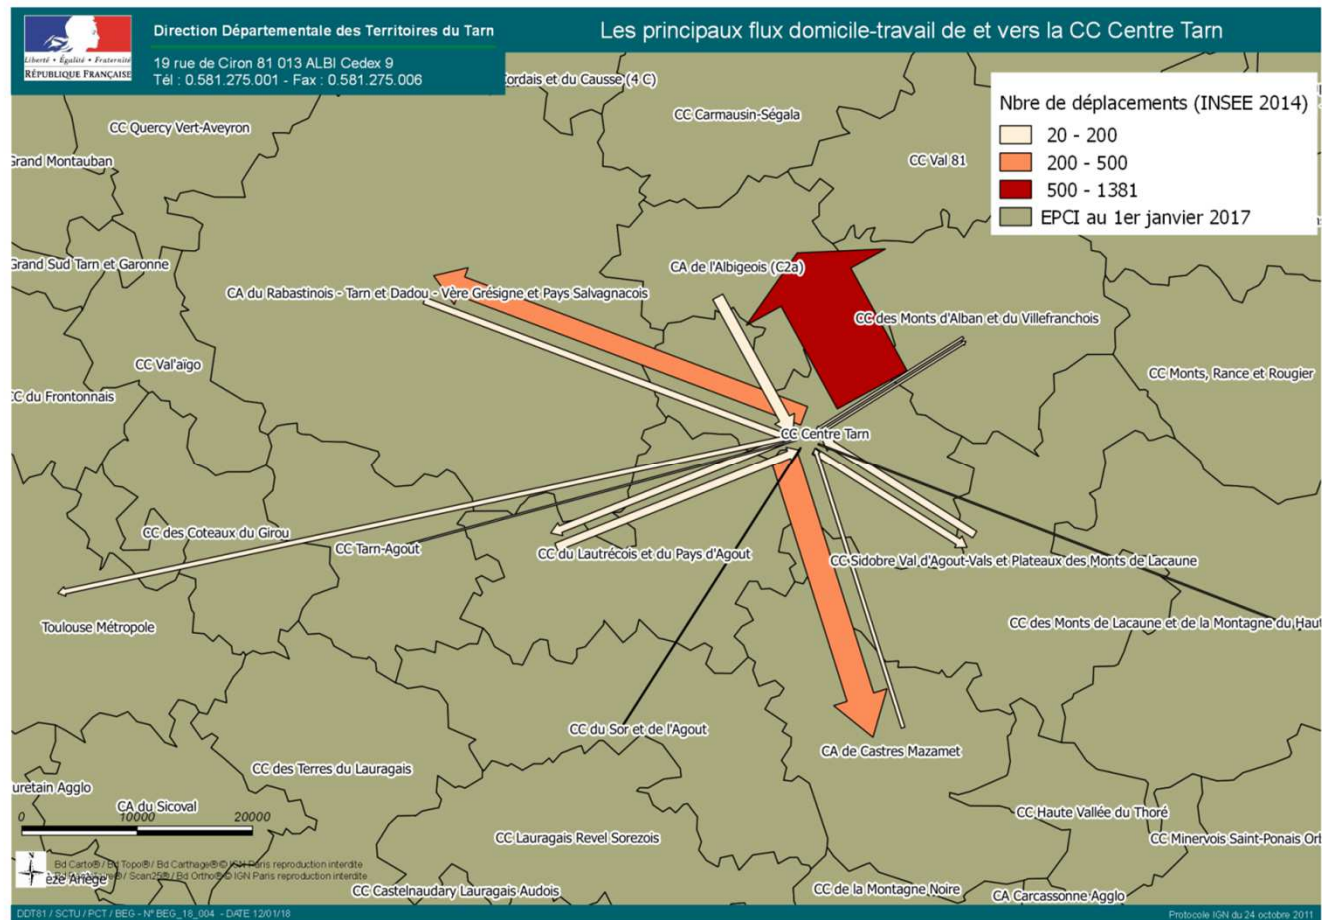 Liberté • Égalité • Fraternité
RÉPUBLIQUE FRANÇAISE
Direction Départementale des Territoires du Tarn
19 rue de Ciron 81 013 ALBI Cedex 9
Tél : 0.581.275.001 - Fax : 0.581.275.006
Les principaux flux domicile-travail de et vers la CC Centre Tarn
Nbre de déplacements (INSEE 2014)
20 - 200
200 - 500
500 - 1381
EPCI au 1er janvier 2017
ordais et du Causse (4 C)
CC Carmausin-Ségala
CC Quercy Vert-Aveyron
Grand Montauban
CC Val 81
Grand Sud Tarn et Garonne
CA de l'Albigeois (C2a)
CA du Rabastinois - Tarn et Dadou - Vère Grésigne et Pays Salvagnacois
CC des Monts d'Alban et du Villefranchois
CC Val'aïgo
CC Monts, Rance et Rougier
CC du Frontonnais
CC Centre Tarn
CC des Coteaux du Girou
CC Tarn-Agout
CC du Lautrécois et du Pays d'Agout
CC Sidobre Val d'Agout-Vals et Plateaux des Monts de Lacaune
Toulouse Métropole
CC des Monts de Lacaune et de la Montagne du Haut
CC du Sor et de l'Agout
CA de Castres Mazamet
CC des Terres du Lauragais
uretain Agglo
CA du Sicoval
CC Haute Vallée du Thoré
CC Lauragais Revel Sorezois
CC Minervois Saint-Ponais Orb
0 10000 20000
N
Bd Carto® / Bd Topo® / Bd Carthage® © IGN Paris reproduction interdite
Scan25® / Bd Ortho® © IGN Paris reproduction interdite
èze Ariège
CC Castelnaudary Lauragais Audois
CC de la Montagne Noire
CA Carcassonne Agglo
DDT81 / SCTU / PCT / BEG - N° BEG_18_004 - DATE 12/01/18
Protocole IGN du 24 octobre 2011